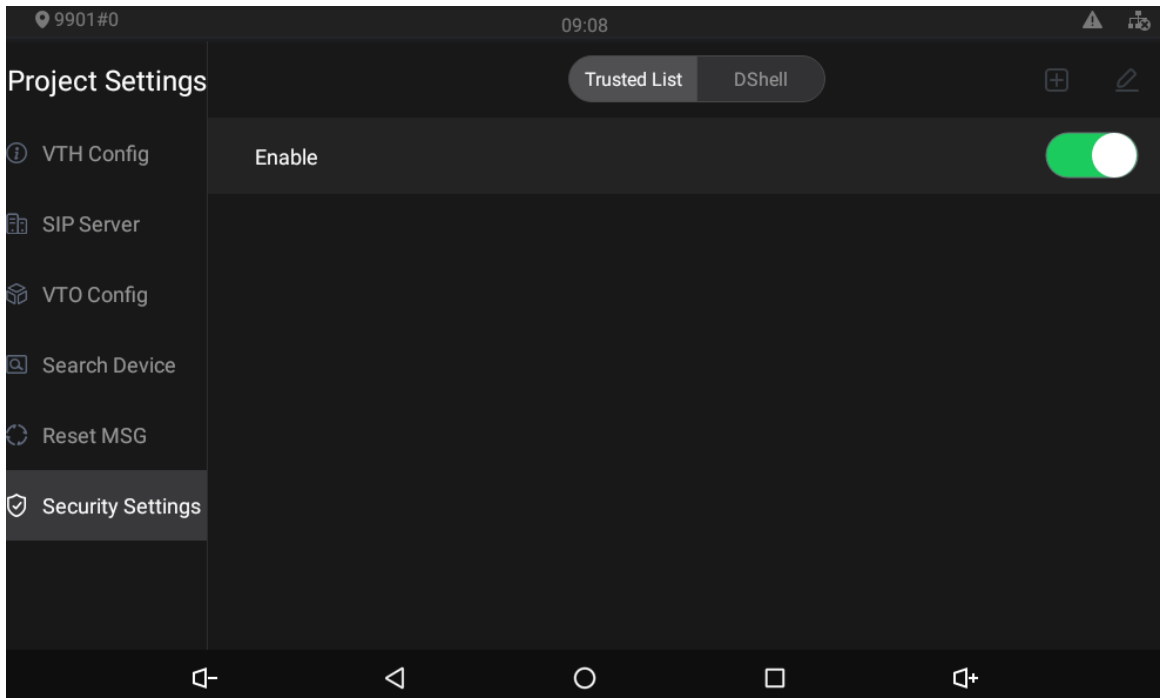 9901#0
09:08
Project Settings
Trusted List
DShell
VTH Config
Enable
SIP Server
VTO Config
Search Device
Reset MSG
Security Settings